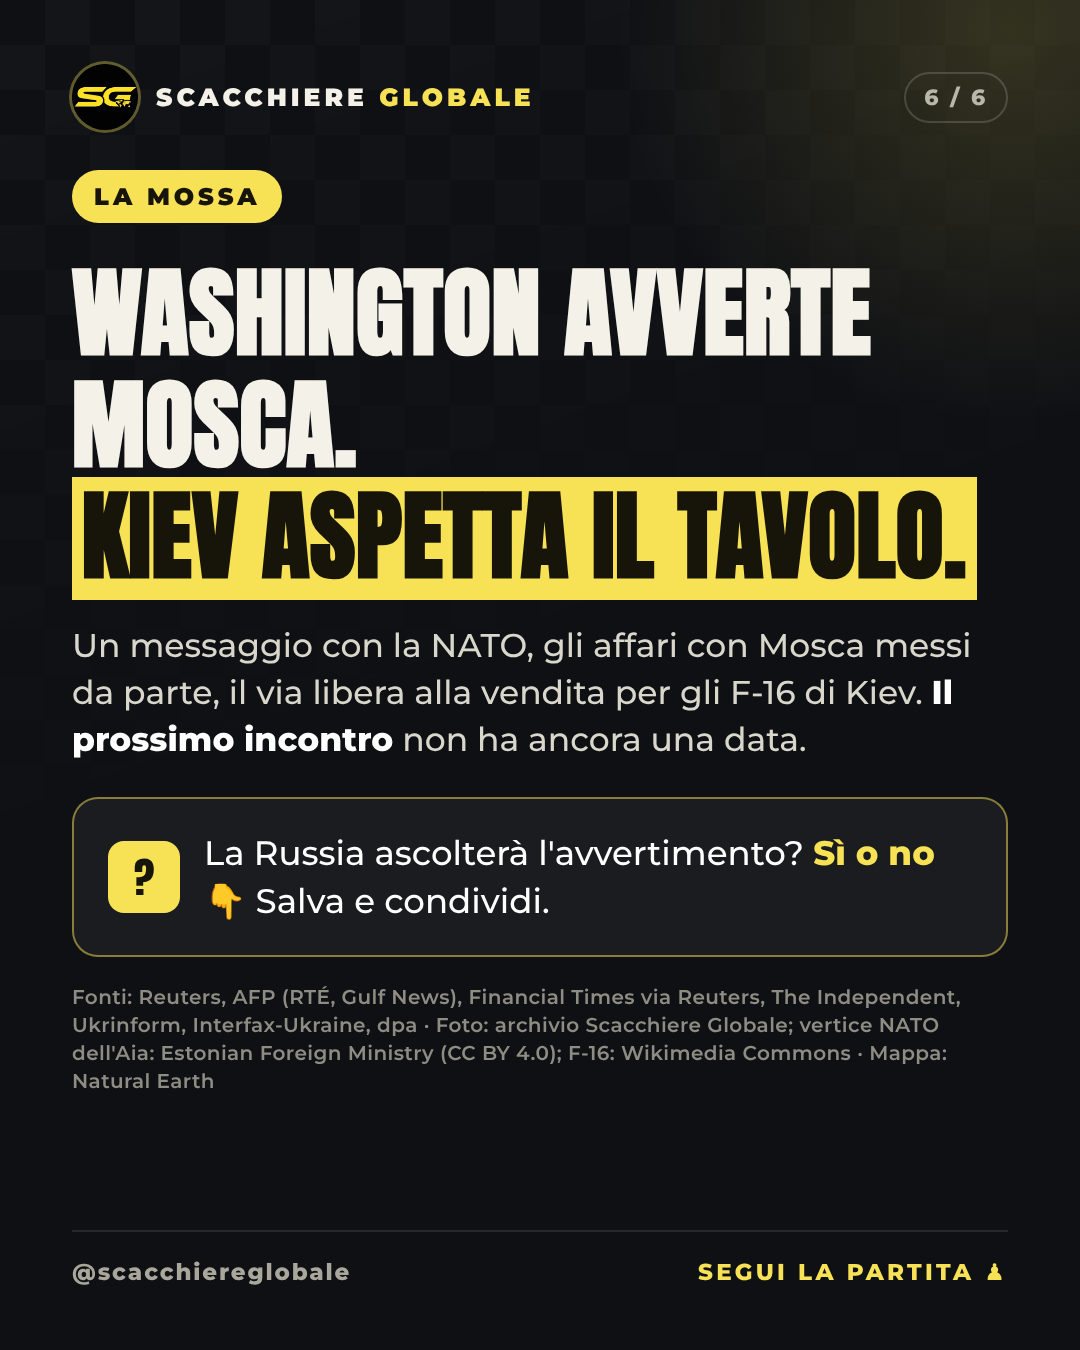 SG SCACCHIERE GLOBALE
6 / 6
LA MOSSA
WASHINGTON AVVERTE
MOSCA.
KIEV ASPETTA IL TAVOLO.
Un messaggio con la NATO, gli affari con Mosca messi
da parte, il via libera alla vendita per gli F-16 di Kiev. Il
prossimo incontro non ha ancora una data.
?
La Russia ascolterà l'avvertimento? Sì o no
👇 Salva e condividi.
Fonti: Reuters, AFP (RTÉ, Gulf News), Financial Times via Reuters, The Independent,
Ukrinform, Interfax-Ukraine, dpa · Foto: archivio Scacchiere Globale; vertice NATO
dell'Aia: Estonian Foreign Ministry (CC BY 4.0); F-16: Wikimedia Commons · Mappa:
Natural Earth
@scacchiereglobale
SEGUI LA PARTITA ♟